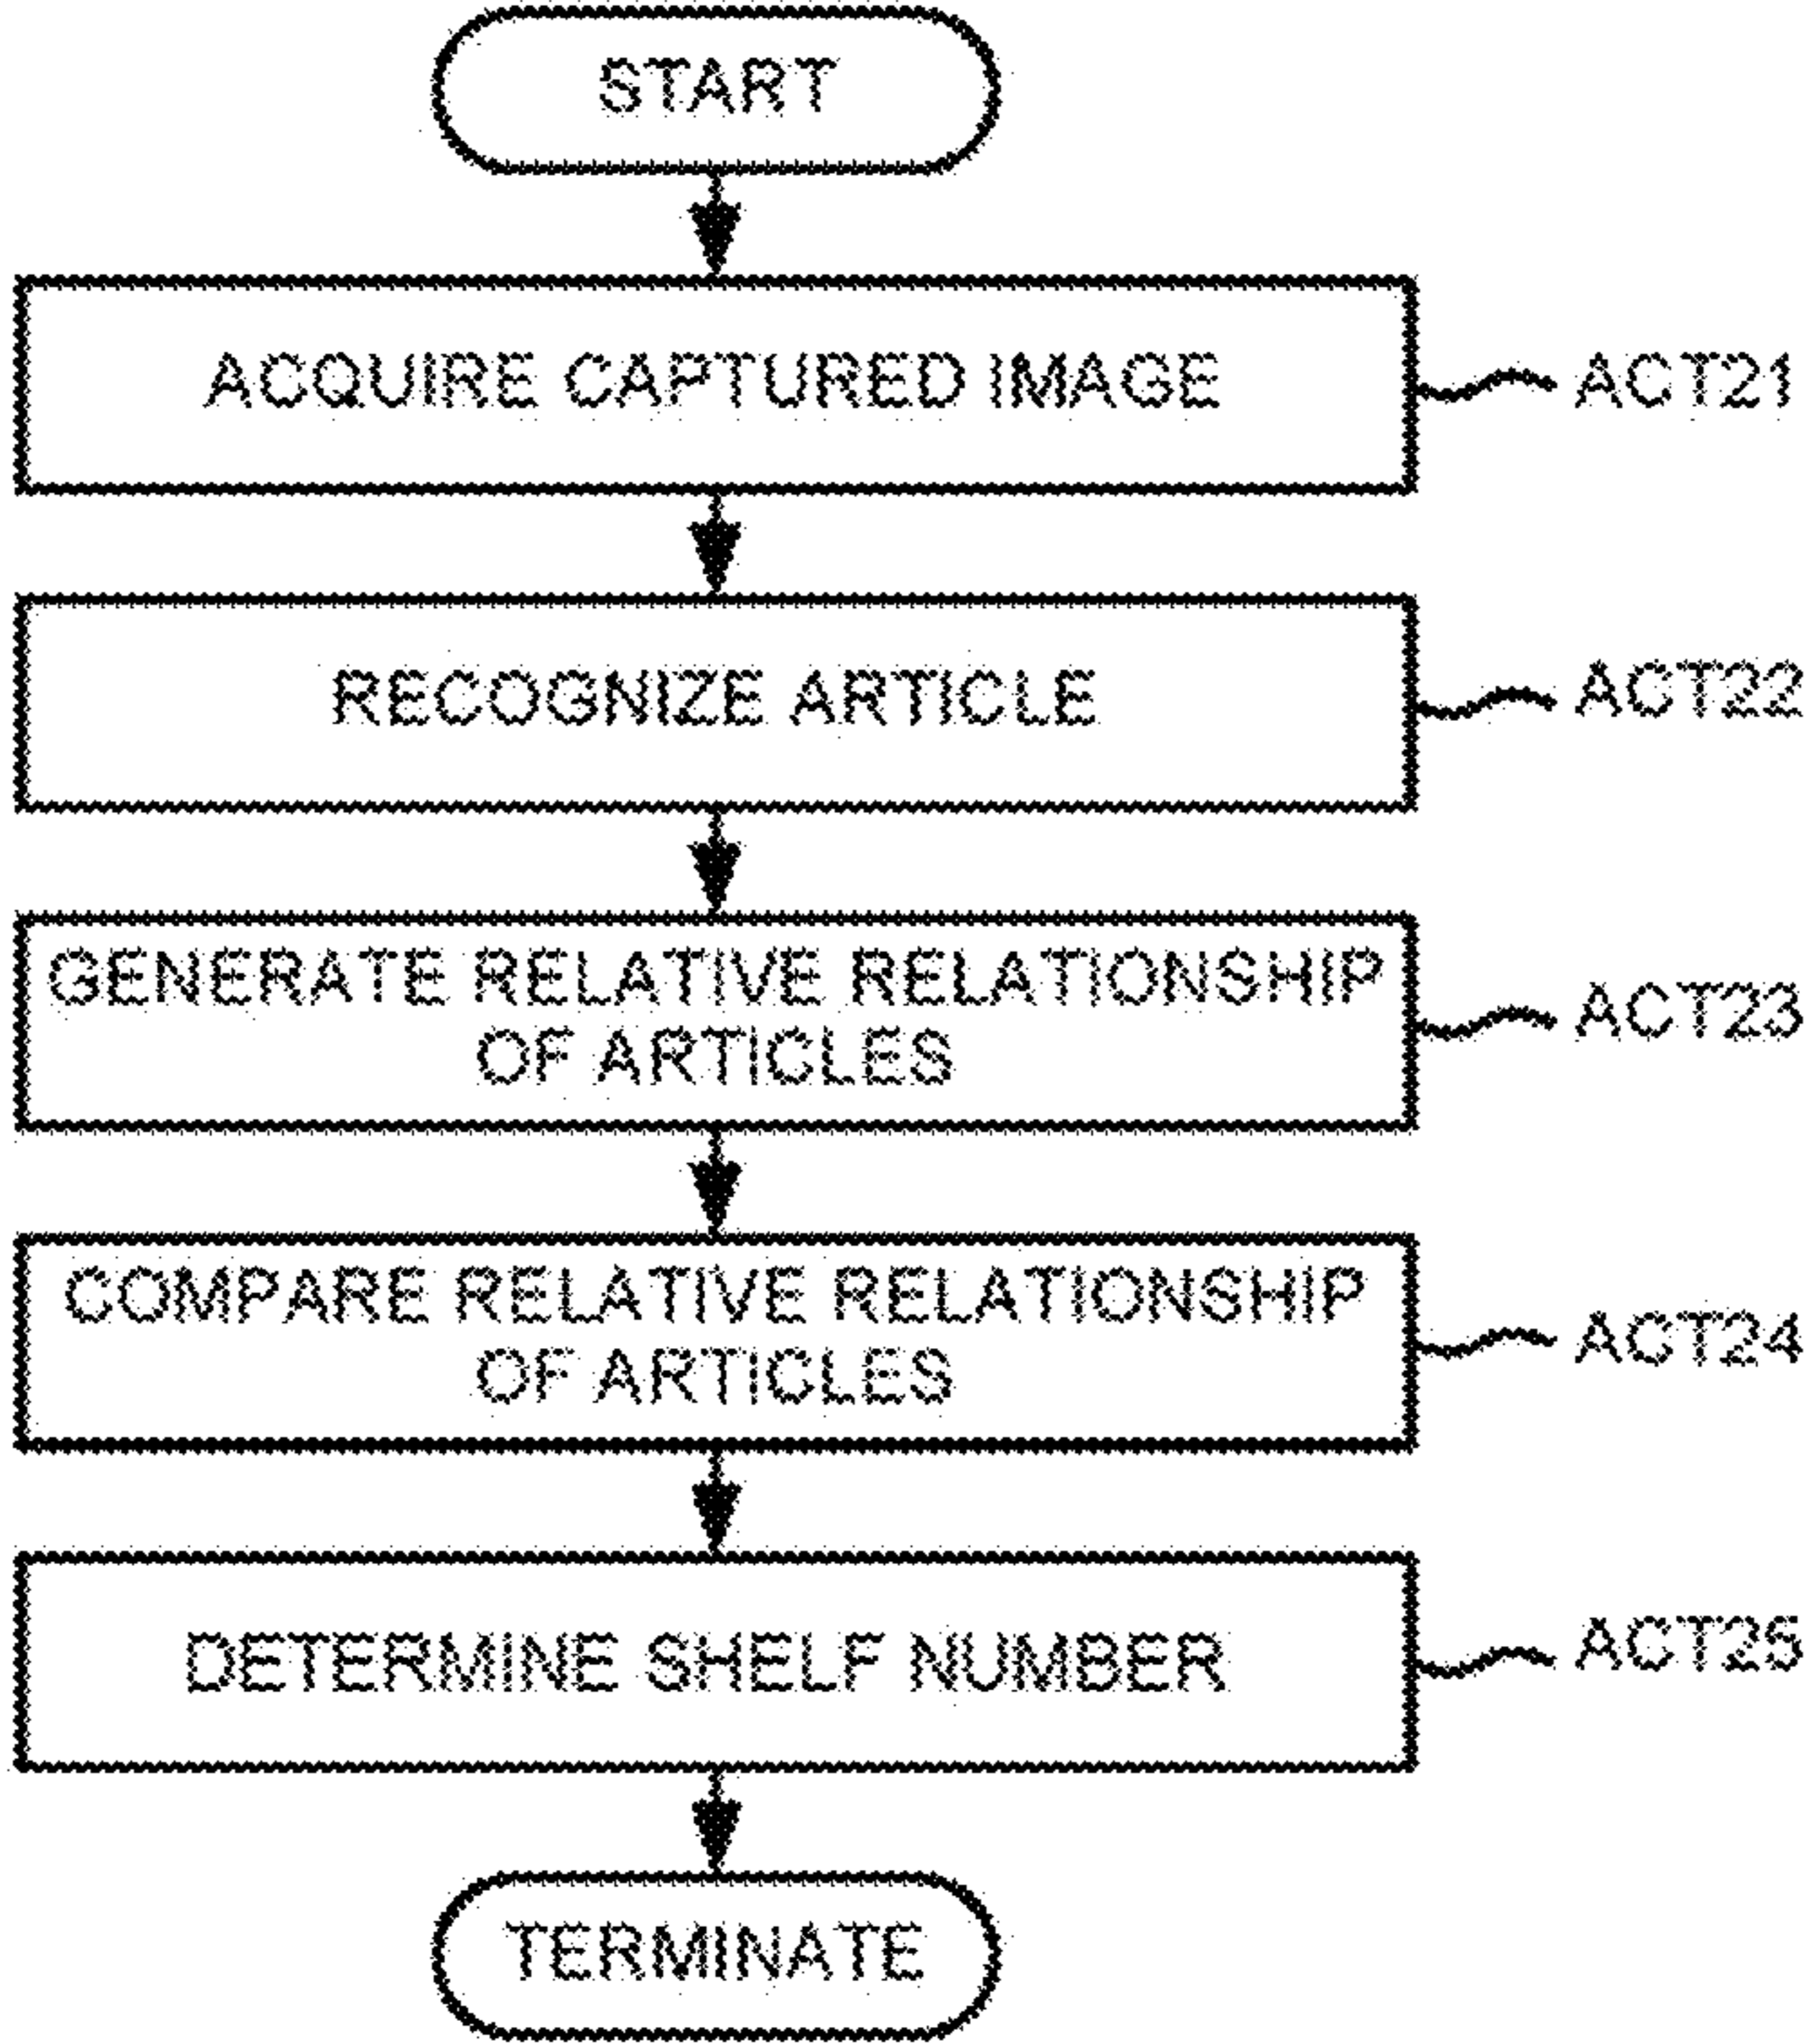 START
ACQUIRE CAPTURED IMAGE
ACT21
RECOGNIZE ARTICLE
ACT22
GENERATE RELATIVE RELATIONSHIP
OF ARTICLES
ACT23
COMPARE RELATIVE RELATIONSHIP
OF ARTICLES
ACT24
DETERMINE SHELF NUMBER
ACT25
TERMINATE